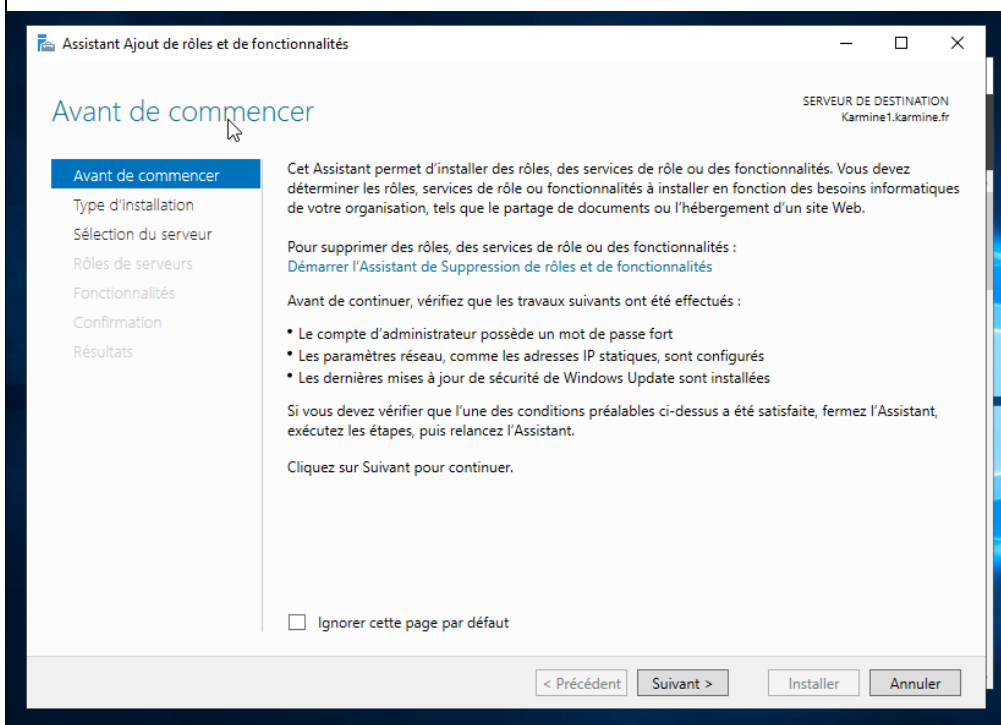 Assistant Ajout de rôles et de fonctionnalités
Avant de commencer
SERVEUR DE DESTINATION
Karmine1.karmine.fr
Avant de commencer
Type d'installation
Sélection du serveur
Rôles de serveurs
Fonctionnalités
Confirmation
Résultats
Cet Assistant permet d'installer des rôles, des services de rôle ou des fonctionnalités. Vous devez
déterminer les rôles, services de rôle ou fonctionnalités à installer en fonction des besoins informatiques
de votre organisation, tels que le partage de documents ou l'hébergement d'un site Web.
Pour supprimer des rôles, des services de rôle ou des fonctionnalités :
Démarrer l'Assistant de Suppression de rôles et de fonctionnalités
Avant de continuer, vérifiez que les travaux suivants ont été effectués :
• Le compte d'administrateur possède un mot de passe fort
• Les paramètres réseau, comme les adresses IP statiques, sont configurés
• Les dernières mises à jour de sécurité de Windows Update sont installées
Si vous devez vérifier que l'une des conditions préalables ci-dessus a été satisfaite, fermez l'Assistant,
exécutez les étapes, puis relancez l'Assistant.
Cliquez sur Suivant pour continuer.
Ignorer cette page par défaut
< Précédent
Suivant >
Installer
Annuler